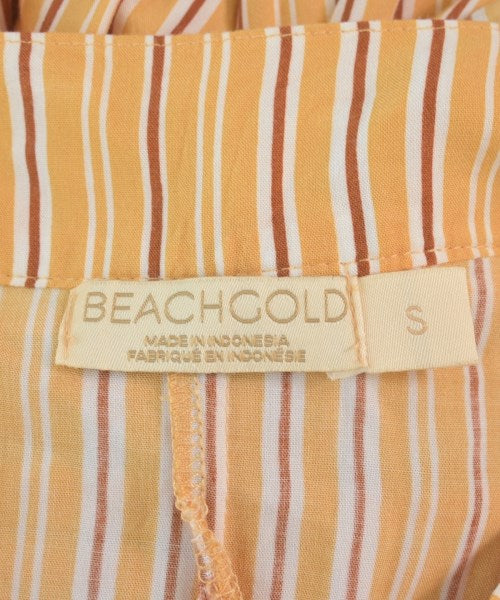 BEACHGOLD
MADE IN INDONESIA
FABRIQUÉ EN INDONÉSIE
S